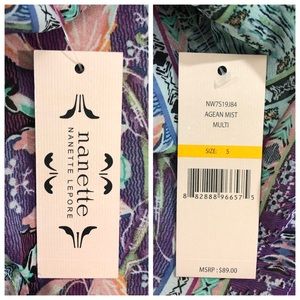 nanette
NANETTE LEPORE
NW7S19J84
AGEAN MIST
MULTI
SIZE: S
8 82888 96657 5
MSRP : $89.00